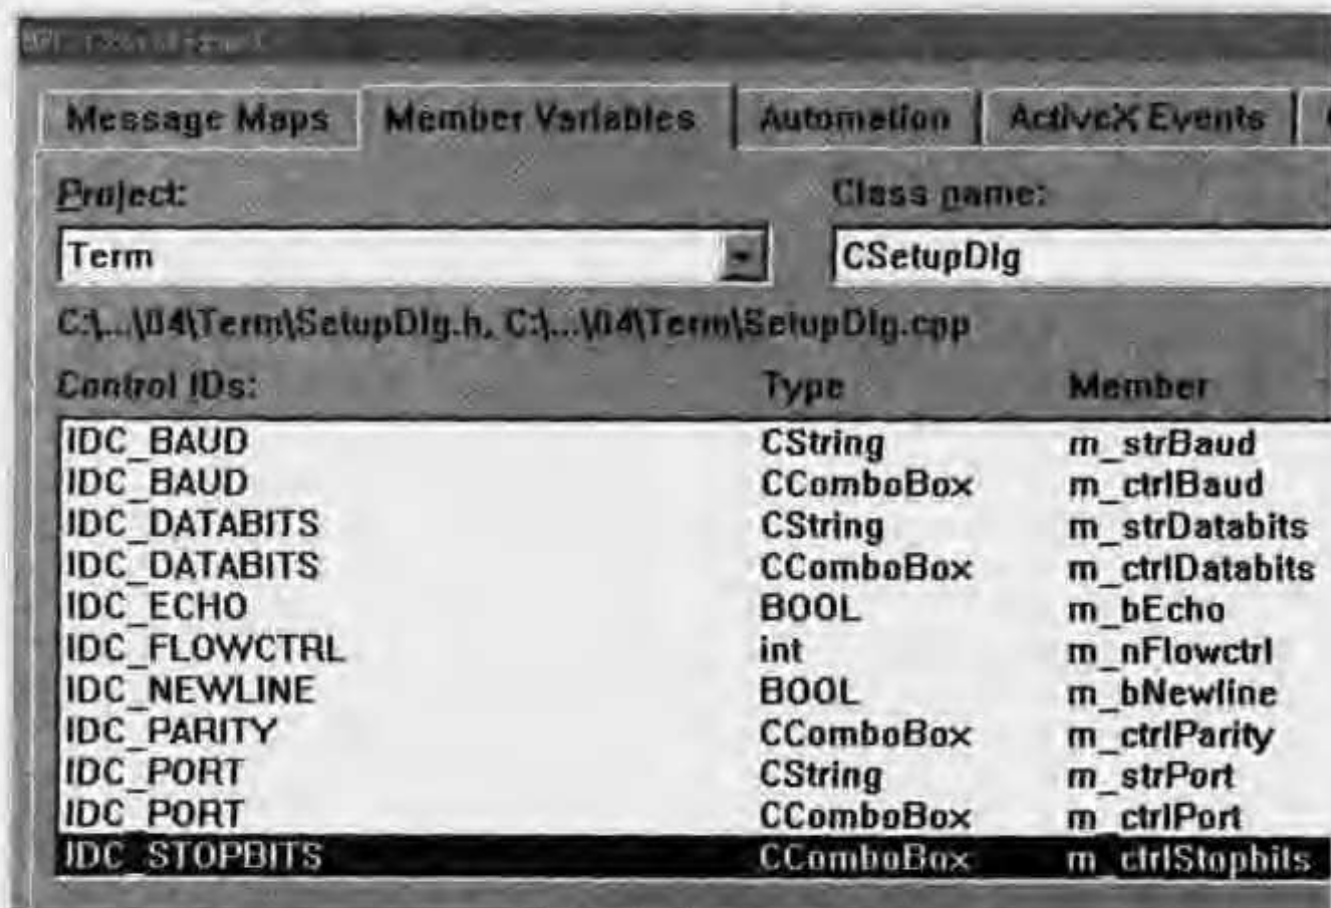 Message Maps Member Variables Automation ActiveX Events
Project: Class name:
Term CSetupDlg
C:\...\04\Term\SetupDlg.h, C:\...\04\Term\SetupDlg.cpp
Control IDs: Type Member
IDC_BAUD CString m_strBaud
IDC_BAUD CComboBox m_ctrlBaud
IDC_DATABITS CString m_strDatabits
IDC_DATABITS CComboBox m_ctrlDatabits
IDC_ECHO BOOL m_bEcho
IDC_FLOWCTRL int m_nFlowctrl
IDC_NEWLINE BOOL m_bNewline
IDC_PARITY CComboBox m_ctrlParity
IDC_PORT CString m_strPort
IDC_PORT CComboBox m_ctrlPort
IDC_STOPBITS CComboBox m_ctrlStopbits